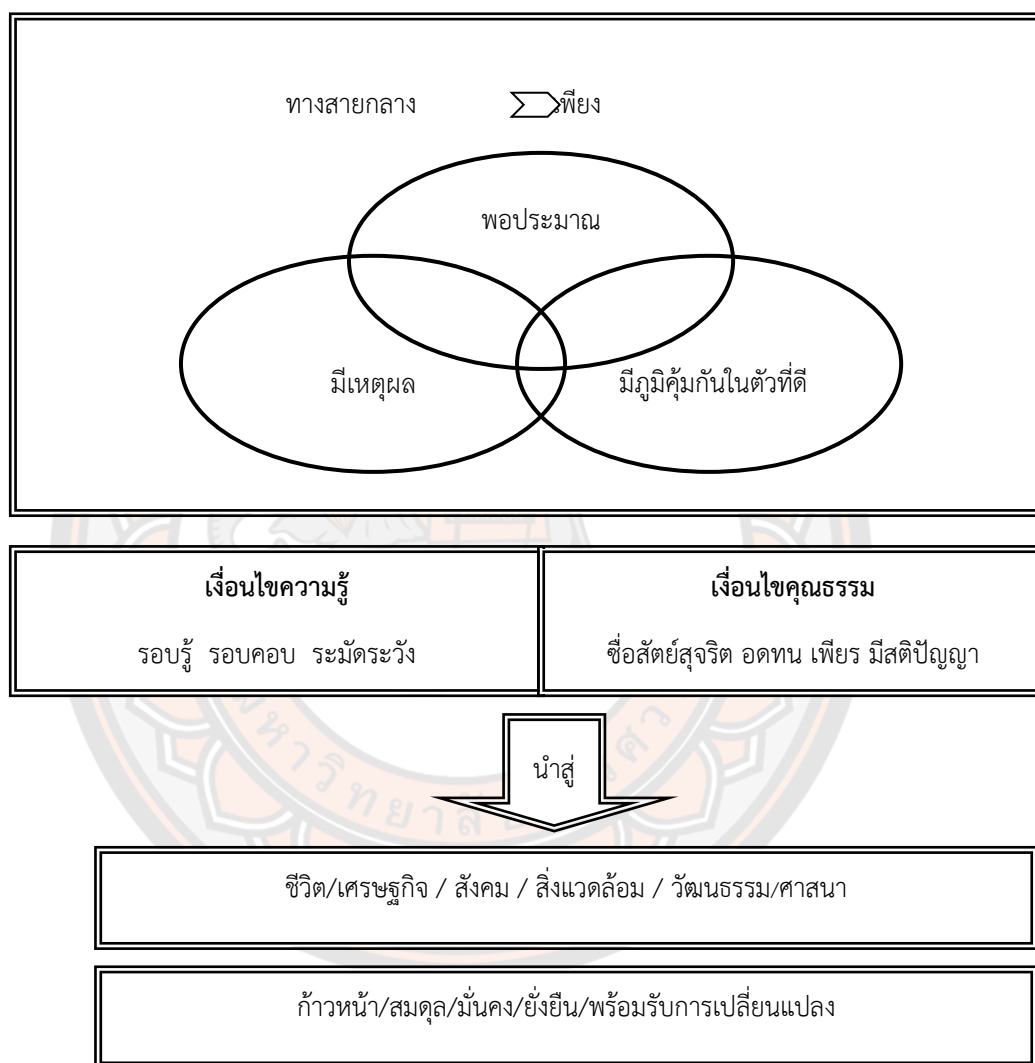 ทางสายกลาง เพียง
พอประมาณ
มีเหตุผล มีภูมิคุ้มกันในตัวที่ดี
เงื่อนไขความรู้ เงื่อนไขคุณธรรม
รอบรู้ รอบคอบ ระมัดระวัง ซื่อสัตย์สุจริต อดทน เพียร มีสติปัญญา
นำสู่
ชีวิต/เศรษฐกิจ / สังคม / สิ่งแวดล้อม / วัฒนธรรม/ศาสนา
ก้าวหน้า/สมดุล/มั่นคง/ยั่งยืน/พร้อมรับการเปลี่ยนแปลง